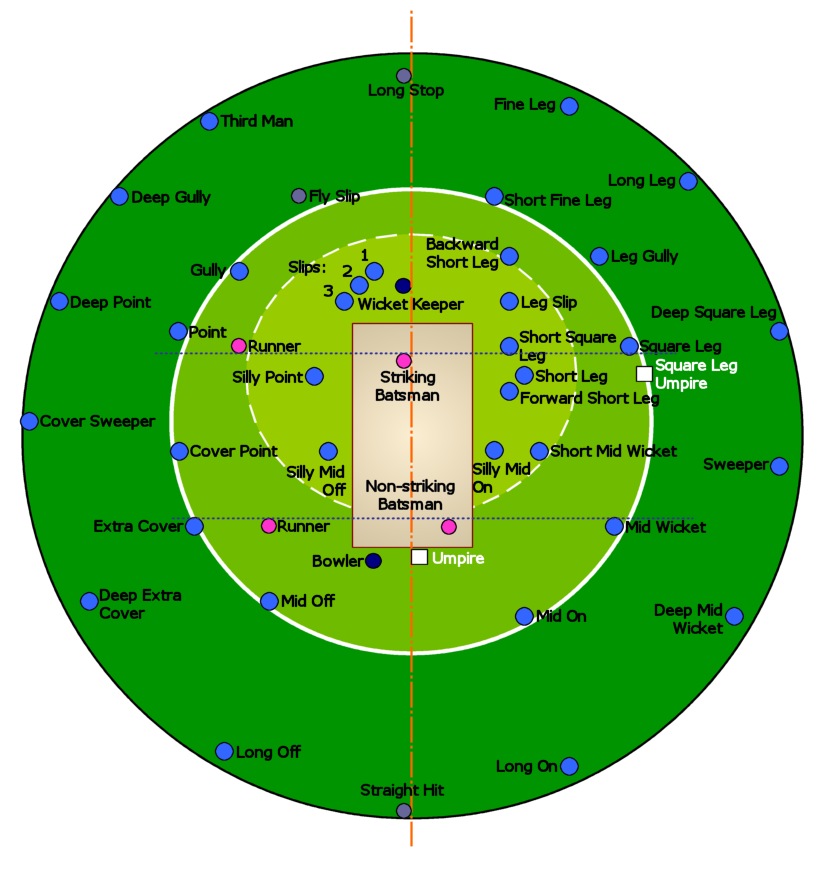 Long Stop
Fine Leg
Third Man
Long Leg
Deep Gully
Fly Slip
Short Fine Leg
Backward
Short Leg
Leg Gully
Gully
Slips:
1
2
3
Wicket Keeper
Leg Slip
Deep Point
Deep Square Leg
Point
Runner
Short Square
Leg
Square Leg
Square Leg
Umpire
Silly Point
Striking
Batsman
Short Leg
Forward Short Leg
Cover Sweeper
Cover Point
Silly Mid
Off
Silly Mid
On
Short Mid Wicket
Sweeper
Non-striking
Batsman
Extra Cover
Runner
Mid Wicket
Bowler
Umpire
Deep Extra
Cover
Mid Off
Mid On
Deep Mid
Wicket
Long Off
Long On
Straight Hit